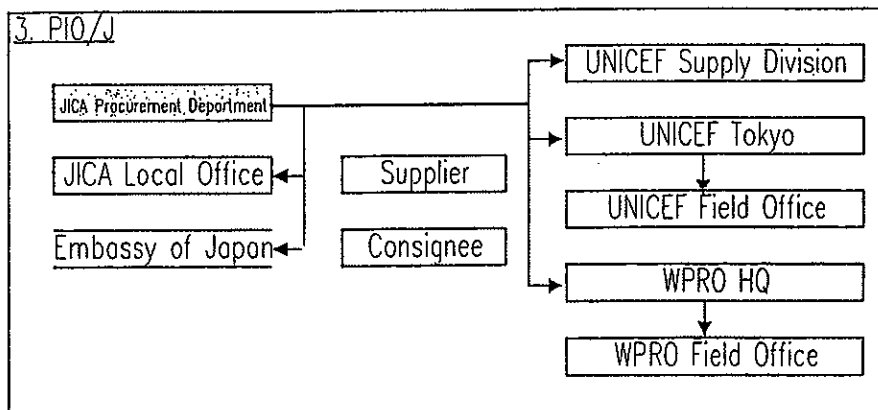 3. PIO/J
JICA Procurement Department
JICA Local Office
Embassy of Japan
Supplier
Consignee
UNICEF Supply Division
UNICEF Tokyo
UNICEF Field Office
WPRO HQ
WPRO Field Office